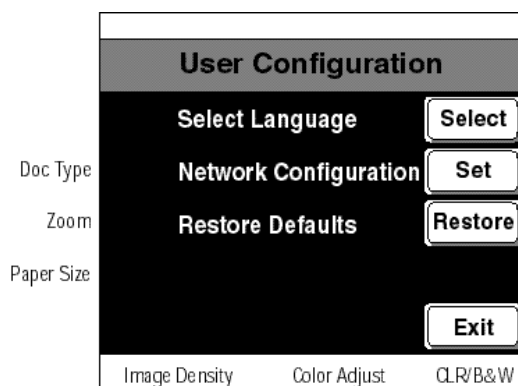 User Configuration
Select Language Select
Doc Type Network Configuration Set
Zoom Restore Defaults Restore
Paper Size
Exit
Image Density Color Adjust CLR/B&W